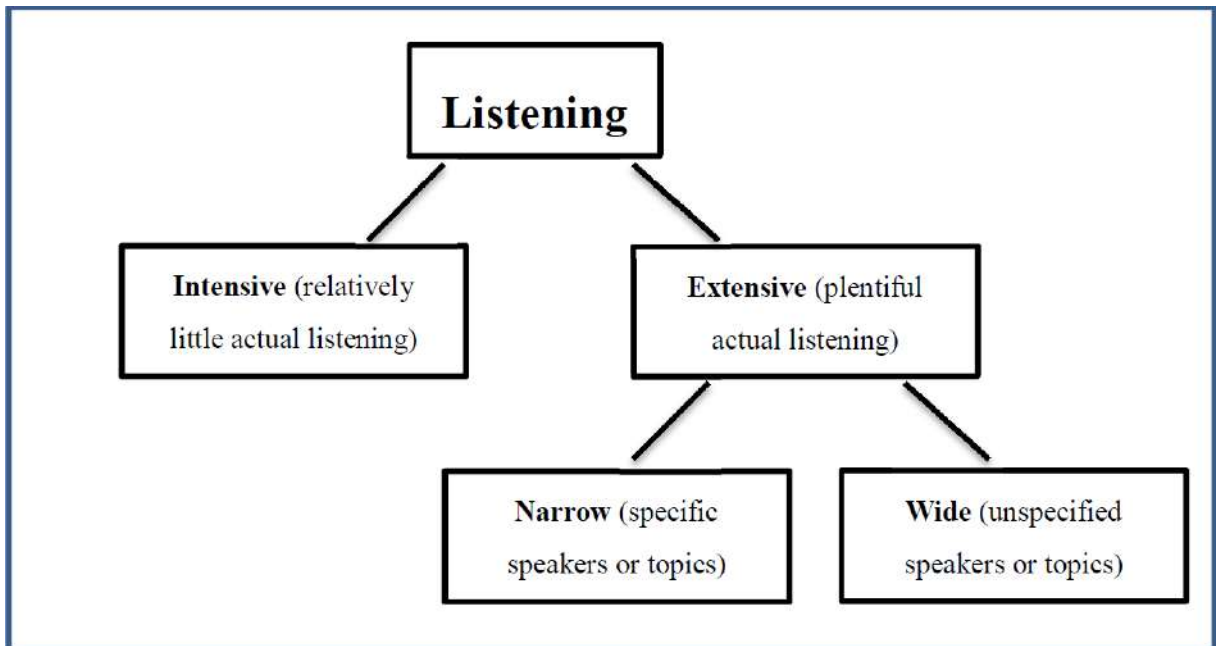 Listening
Intensive (relatively
little actual listening)
Extensive (plentiful
actual listening)
Narrow (specific
speakers or topics)
Wide (unspecified
speakers or topics)